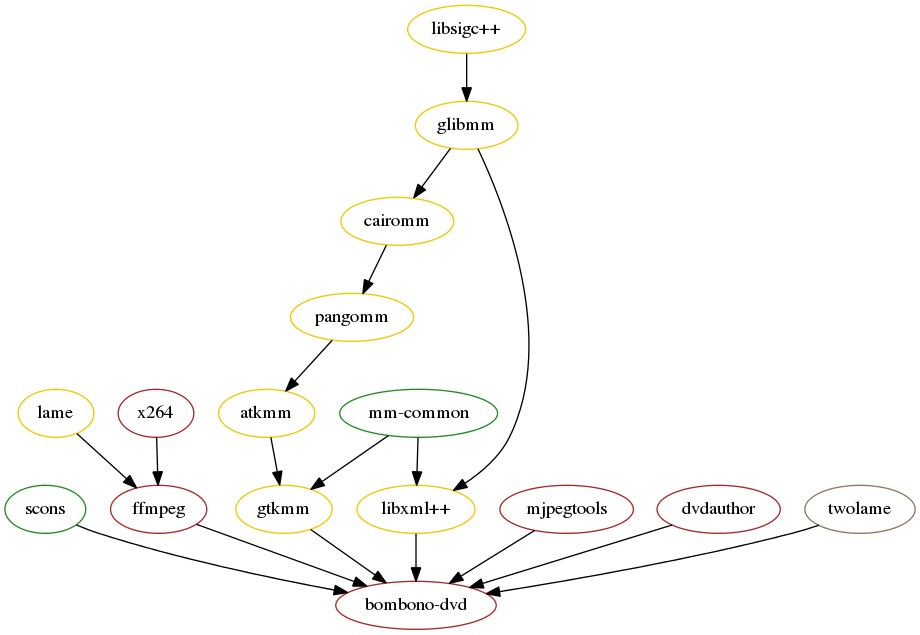 libsigc++
glibmm
cairomm
pangomm
lame
x264
atkmm
mm-common
scons
ffmpeg
gtkmm
libxml++
mjpegtools
dvdauthor
twolame
bombono-dvd